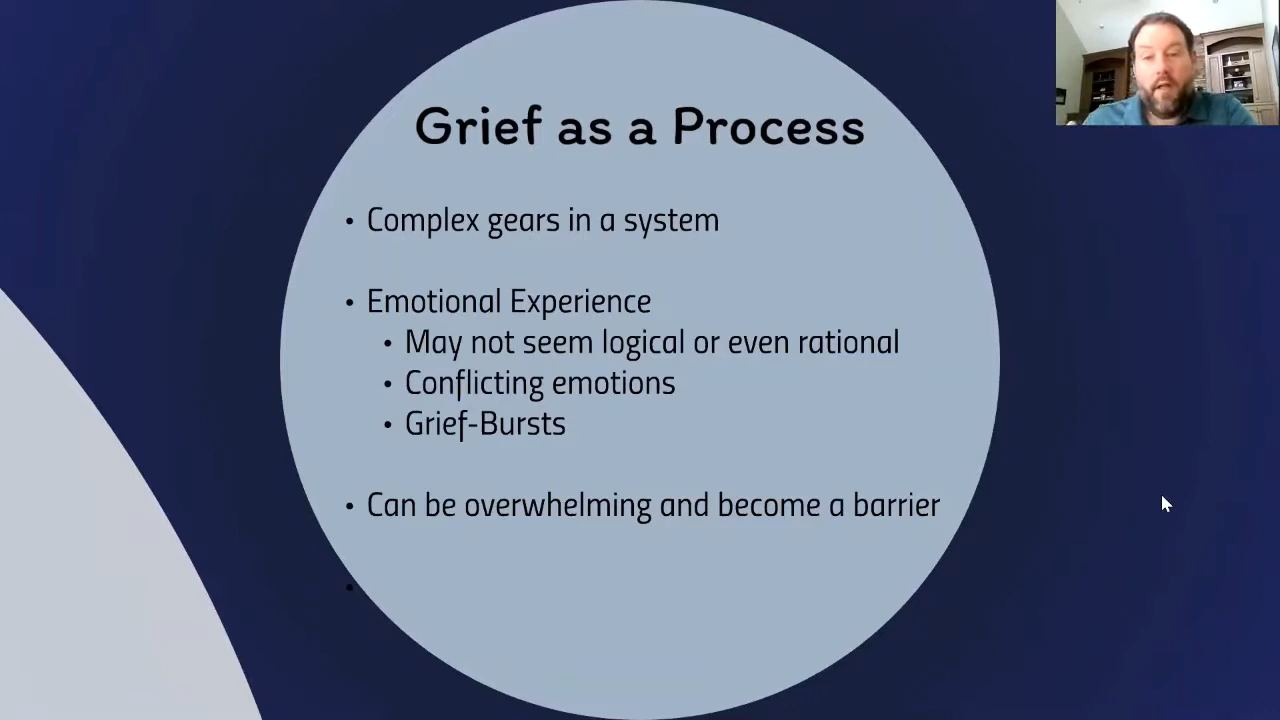 Grief as a Process
• Complex gears in a system
• Emotional Experience
• May not seem logical or even rational
• Conflicting emotions
• Grief-Bursts
• Can be overwhelming and become a barrier
•